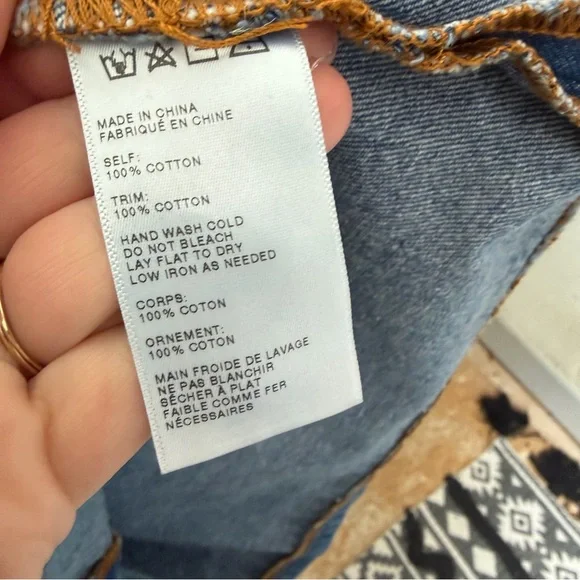 MADE IN CHINA
FABRIQUÉ EN CHINE
SELF:
100% COTTON
TRIM:
100% COTTON
HAND WASH COLD
DO NOT BLEACH
LAY FLAT TO DRY
LOW IRON AS NEEDED
CORPS:
100% COTON
ORNEMENT:
100% COTON
MAIN FROIDE DE LAVAGE
NE PAS BLANCHIR
SÉCHER À PLAT
FAIBLE COMME FER
NÉCESSAIRES